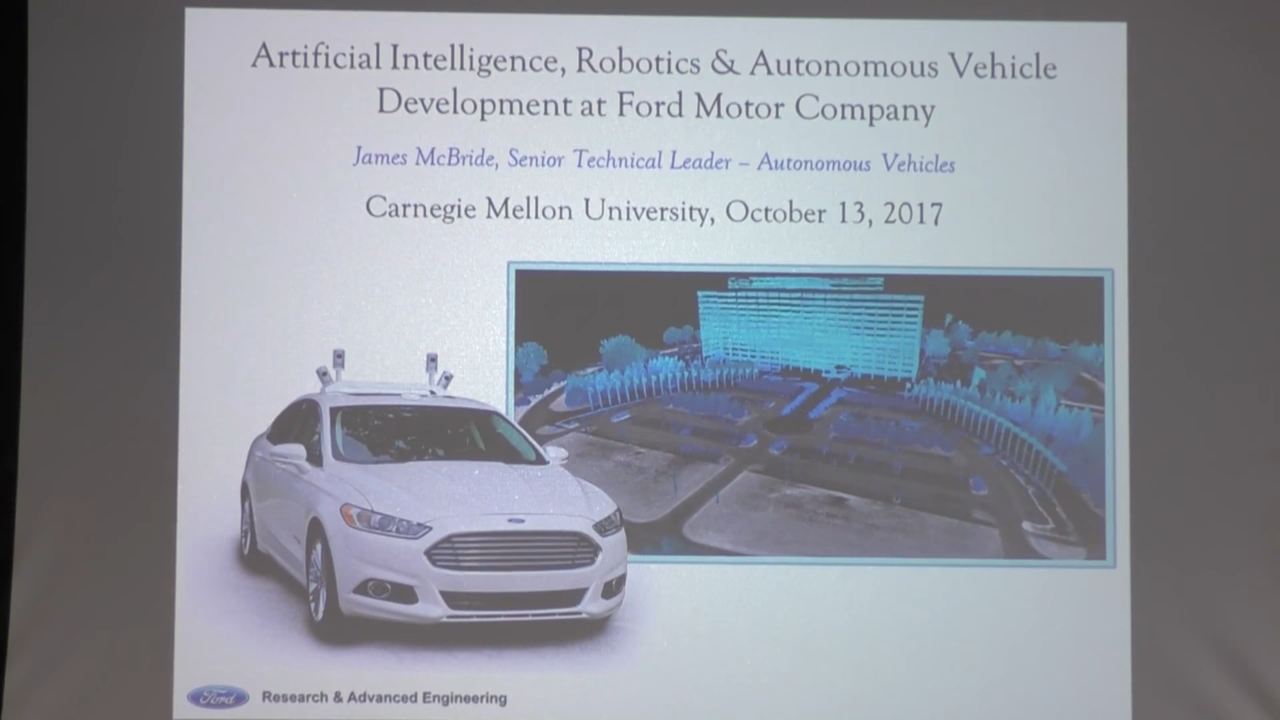 Artificial Intelligence, Robotics & Autonomous Vehicle
Development at Ford Motor Company
James McBride, Senior Technical Leader – Autonomous Vehicles
Carnegie Mellon University, October 13, 2017
Ford
Research & Advanced Engineering